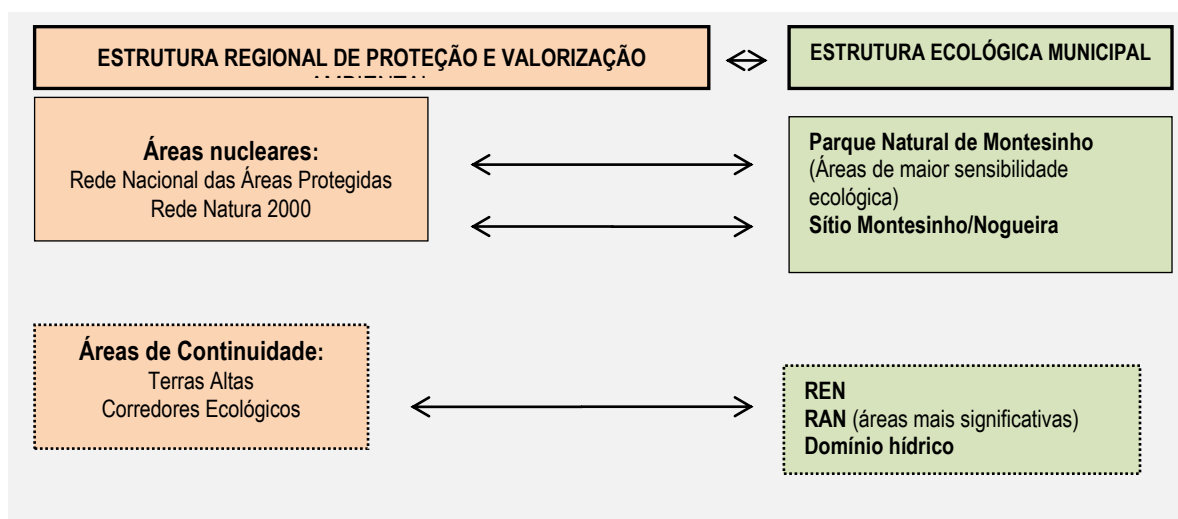 ESTRUTURA REGIONAL DE PROTEÇÃO E VALORIZAÇÃO
ESTRUTURA ECOLÓGICA MUNICIPAL
Áreas nucleares:
Rede Nacional das Áreas Protegidas
Rede Natura 2000
Parque Natural de Montesinho
(Áreas de maior sensibilidade
ecológica)
Sítio Montesinho/Nogueira
Áreas de Continuidade:
Terras Altas
Corredores Ecológicos
REN
RAN (áreas mais significativas)
Domínio hídrico